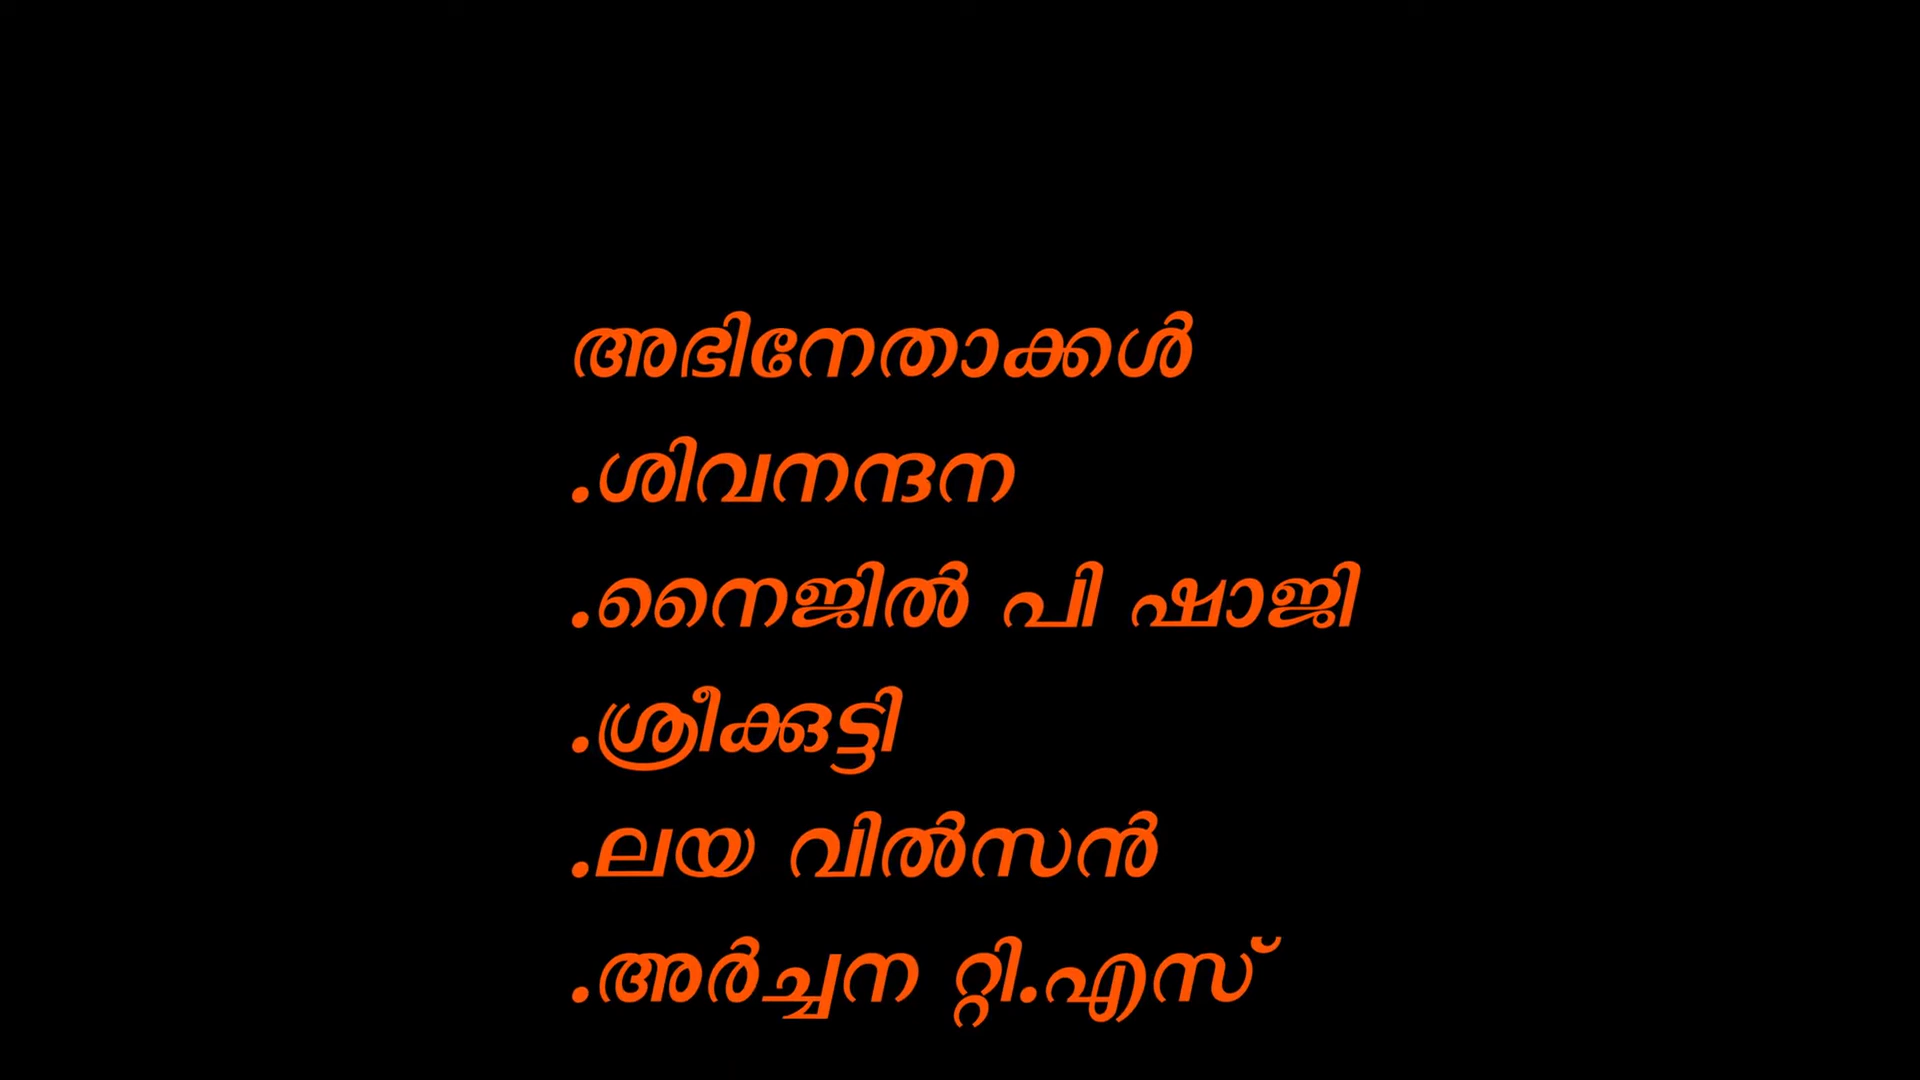 അഭിനേതാക്കൾ
.ശിവനന്ദന
.നൈജിൽ പി ഷാജി
.ശ്രീക്കുട്ടി
.ലയ വിൽസൻ
.അർച്ചന റ്റി.എസ്